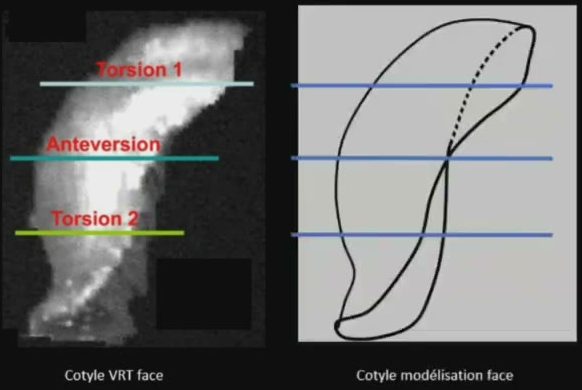 Torsion 1
Anteversion
Torsion 2
Cotyle VRT face
Cotyle modélisation face